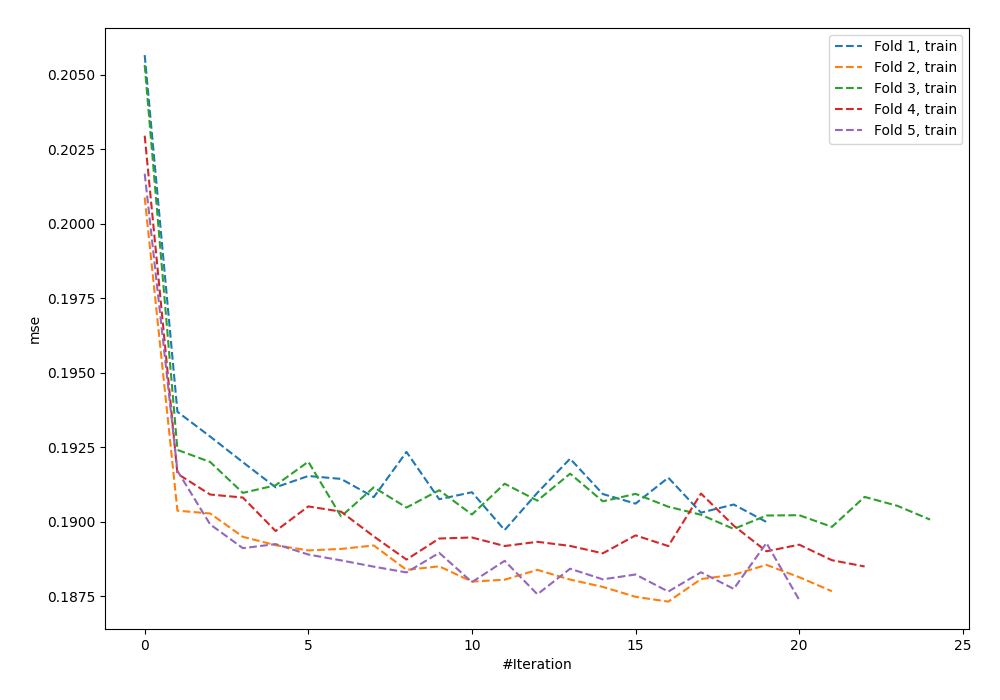 Fold 1, train
Fold 2, train
Fold 3, train
Fold 4, train
Fold 5, train
0.2050
0.2025
0.2000
0.1975
0.1950
0.1925
0.1900
0.1875
mse
0 5 10 15 20 25
#Iteration